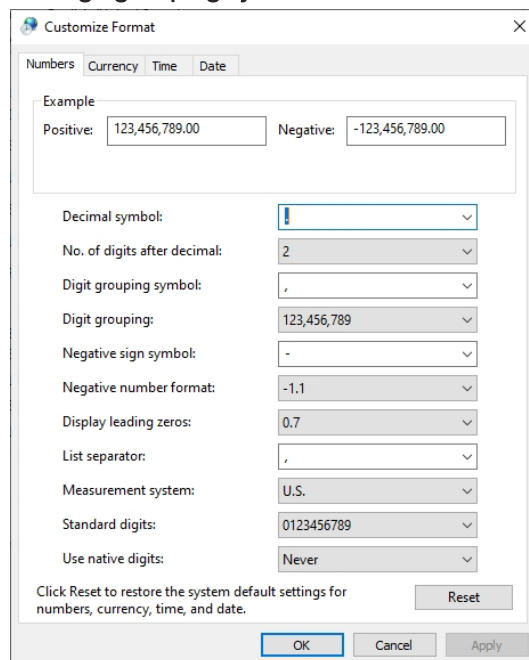 Customize Format
Numbers Currency Time Date
Example
Positive: 123,456,789.00 Negative: -123,456,789.00
Decimal symbol: .
No. of digits after decimal: 2
Digit grouping symbol: ,
Digit grouping: 123,456,789
Negative sign symbol: -
Negative number format: -1.1
Display leading zeros: 0.7
List separator: ,
Measurement system: U.S.
Standard digits: 0123456789
Use native digits: Never
Click Reset to restore the system default settings for
numbers, currency, time, and date.
Reset
OK Cancel Apply